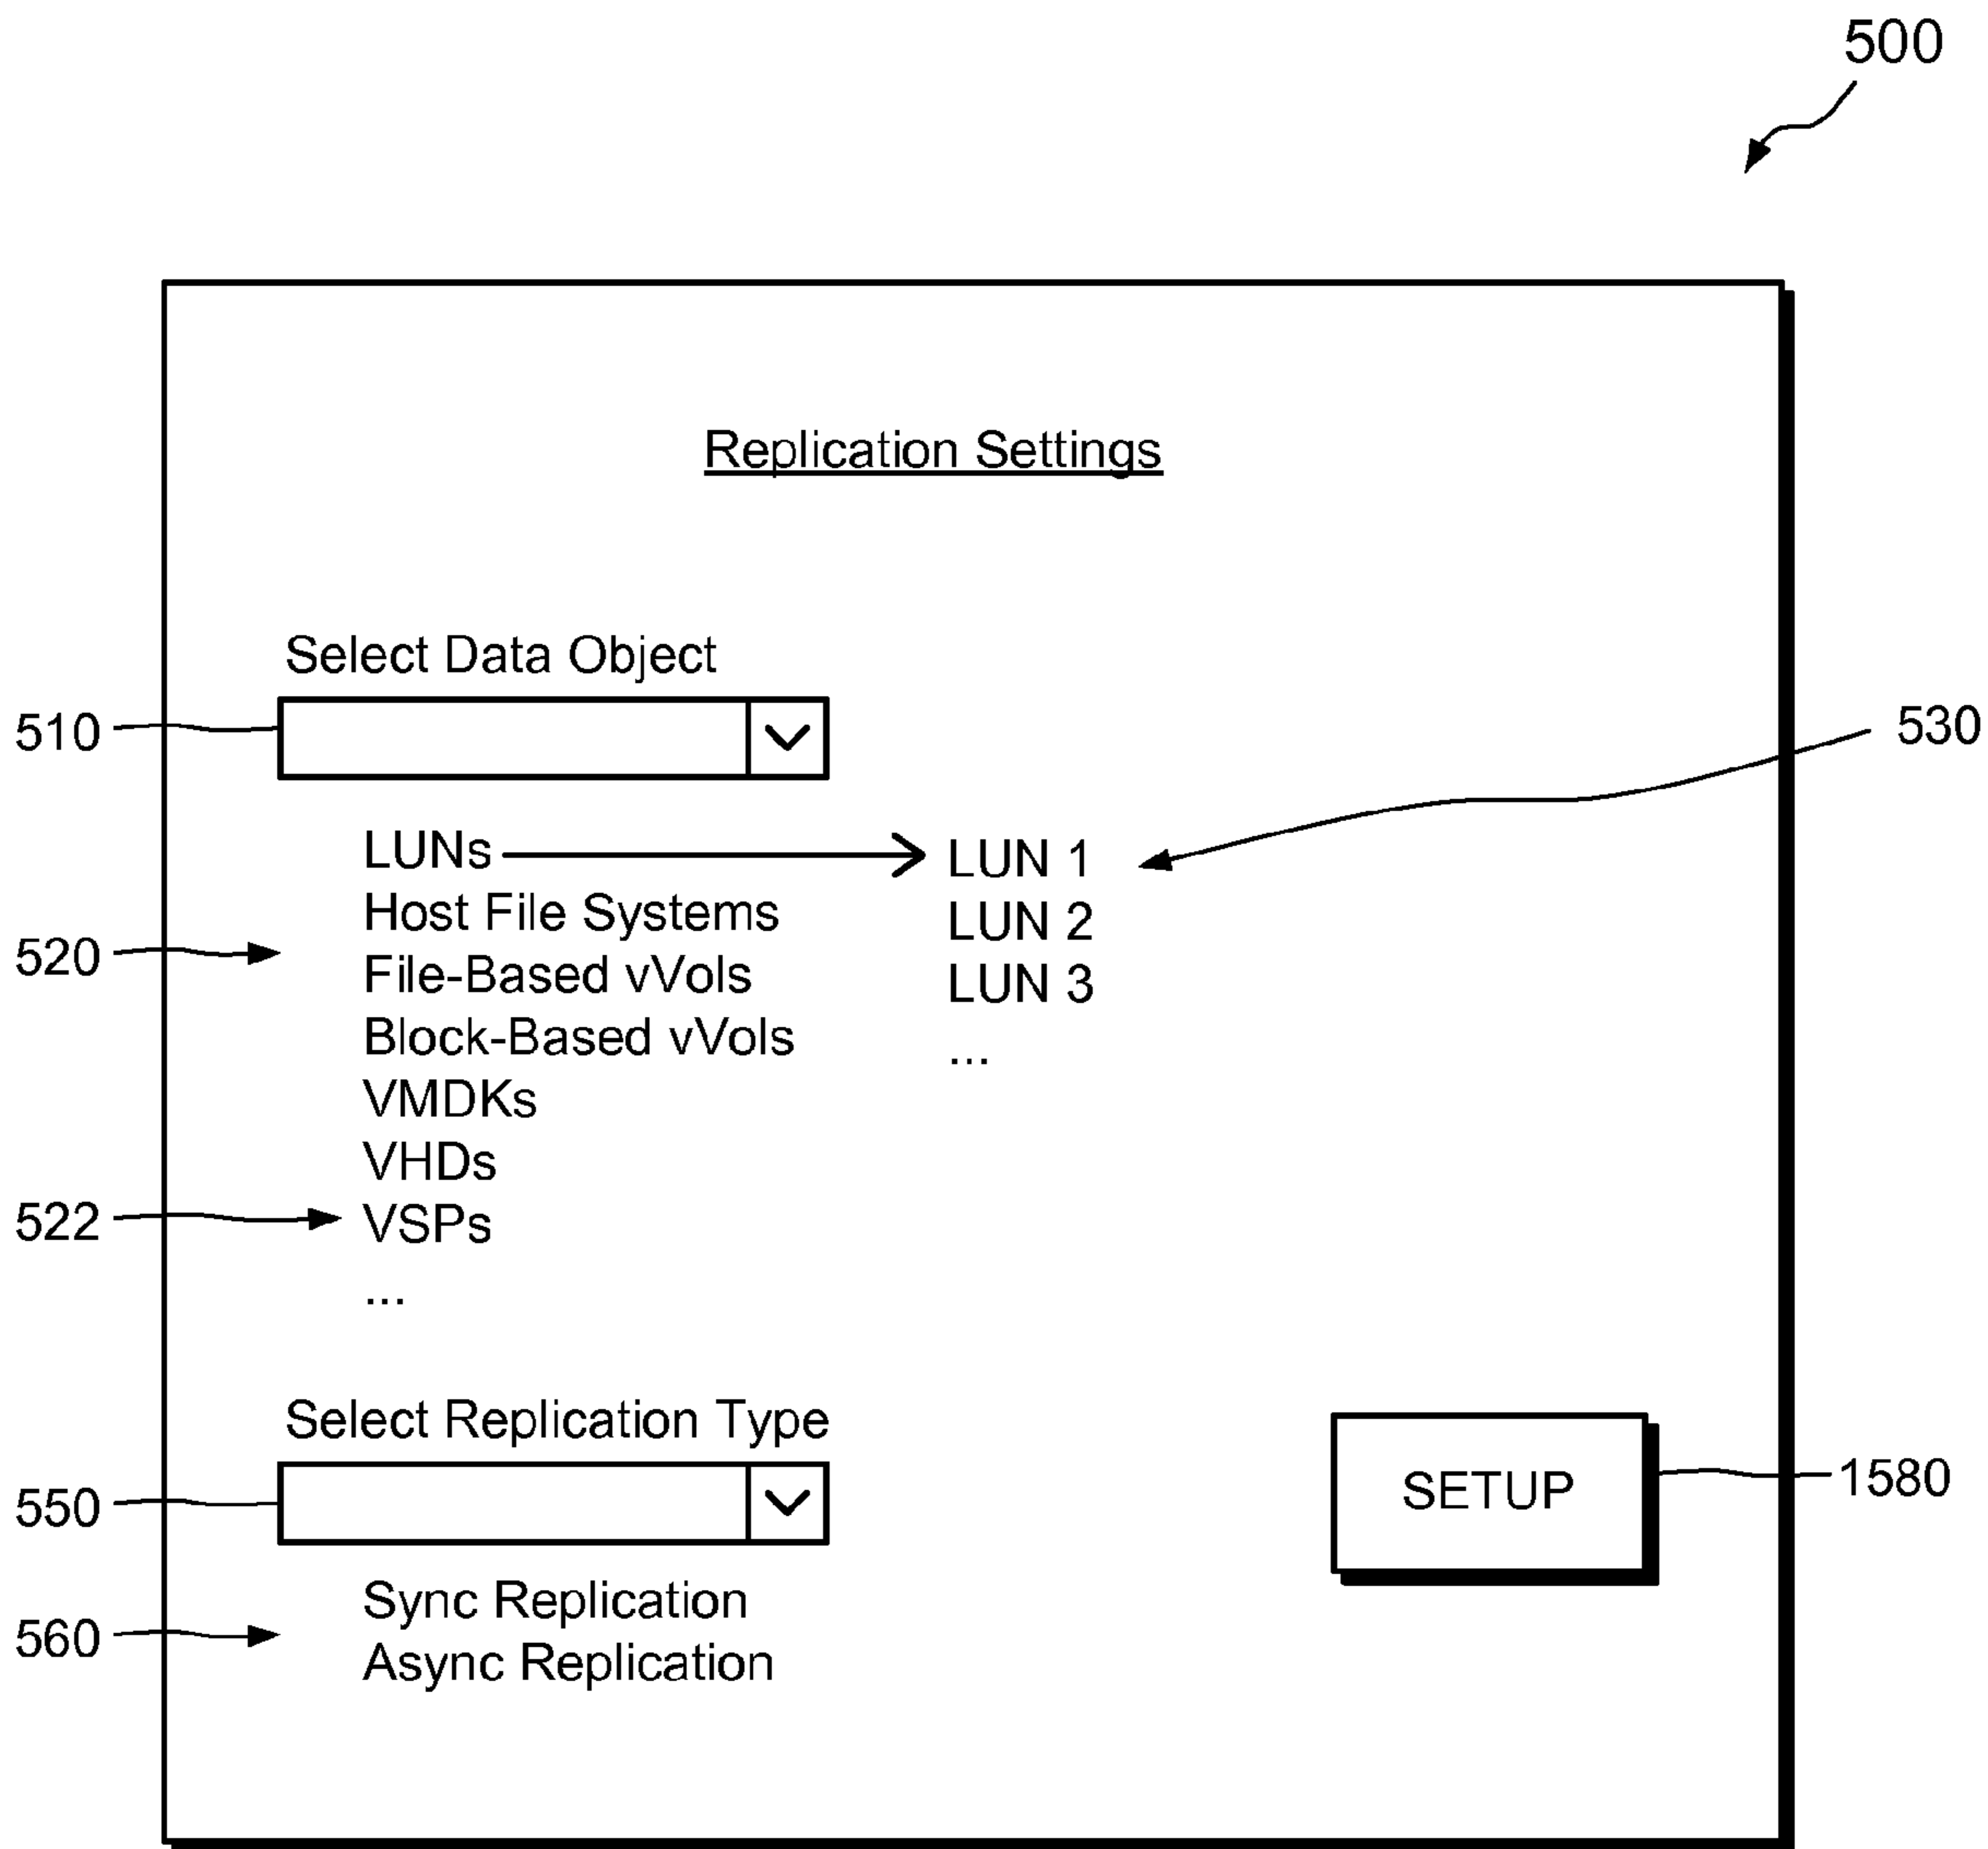 500
Replication Settings
Select Data Object
510
530
LUNs
LUN 1
Host File Systems
LUN 2
520
File-Based vVols
LUN 3
Block-Based vVols
...
VMDKs
VHDs
522
VSPs
...
Select Replication Type
550
SETUP
1580
Sync Replication
560
Async Replication